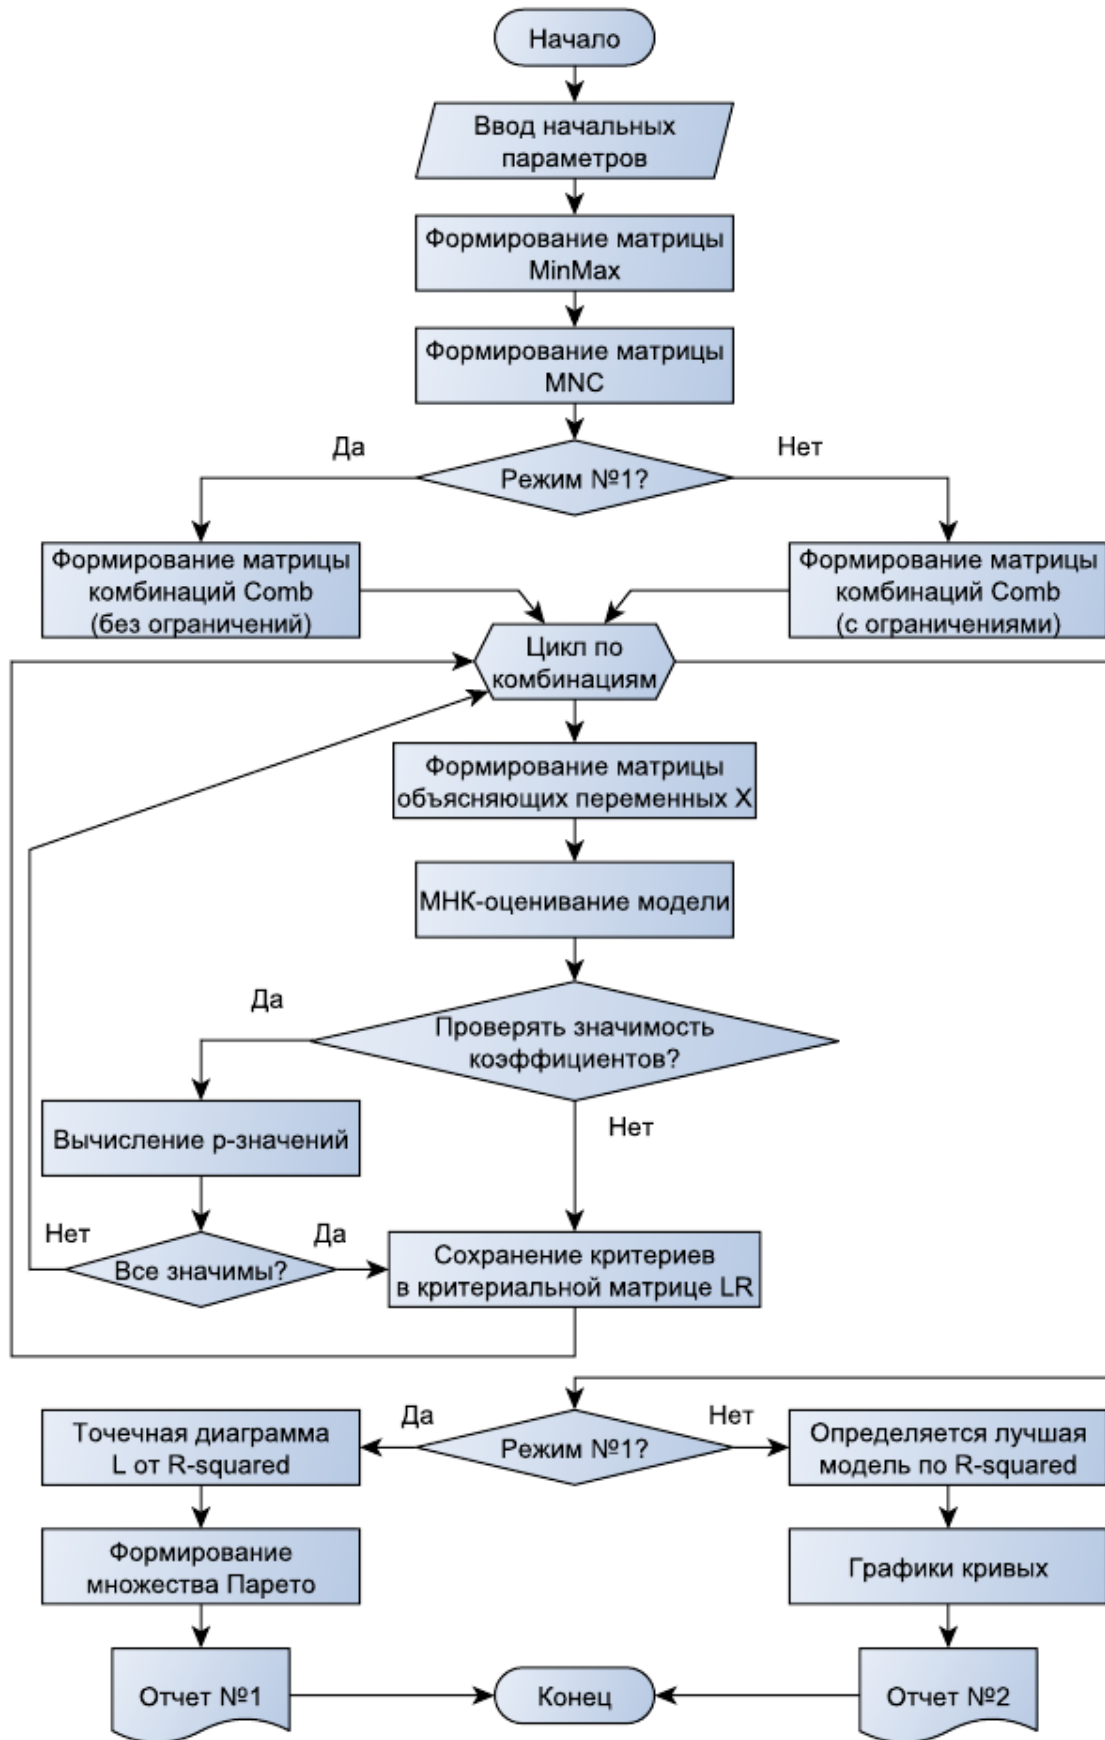 Начало
Ввод начальных
параметров
Формирование матрицы
MinMax
Формирование матрицы
MNC
Да
Нет
Режим №1?
Формирование матрицы
комбинаций Comb
(без ограничений)
Формирование матрицы
комбинаций Comb
(с ограничениями)
Цикл по
комбинациям
Формирование матрицы
объясняющих переменных X
МНК-оценивание модели
Да
Проверять значимость
коэффициентов?
Нет
Вычисление p-значений
Нет
Да
Все значимы?
Сохранение критериев
в критериальной матрице LR
Да
Нет
Режим №1?
Точечная диаграмма
L от R-squared
Определяется лучшая
модель по R-squared
Формирование
множества Парето
Графики кривых
Отчет №1
Конец
Отчет №2